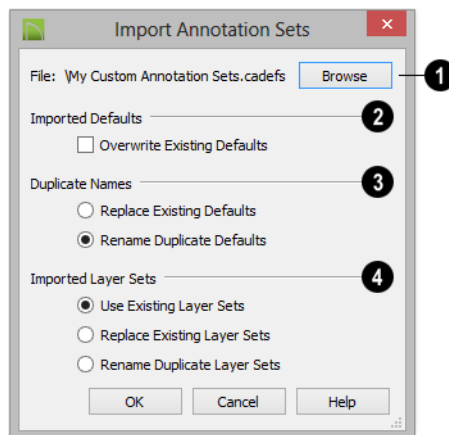 Import Annotation Sets
File: \My Custom Annotation Sets.cadefs Browse 1
Imported Defaults 2
Overwrite Existing Defaults
Duplicate Names 3
Replace Existing Defaults
Rename Duplicate Defaults
Imported Layer Sets 4
Use Existing Layer Sets
Replace Existing Layer Sets
Rename Duplicate Layer Sets
OK Cancel Help